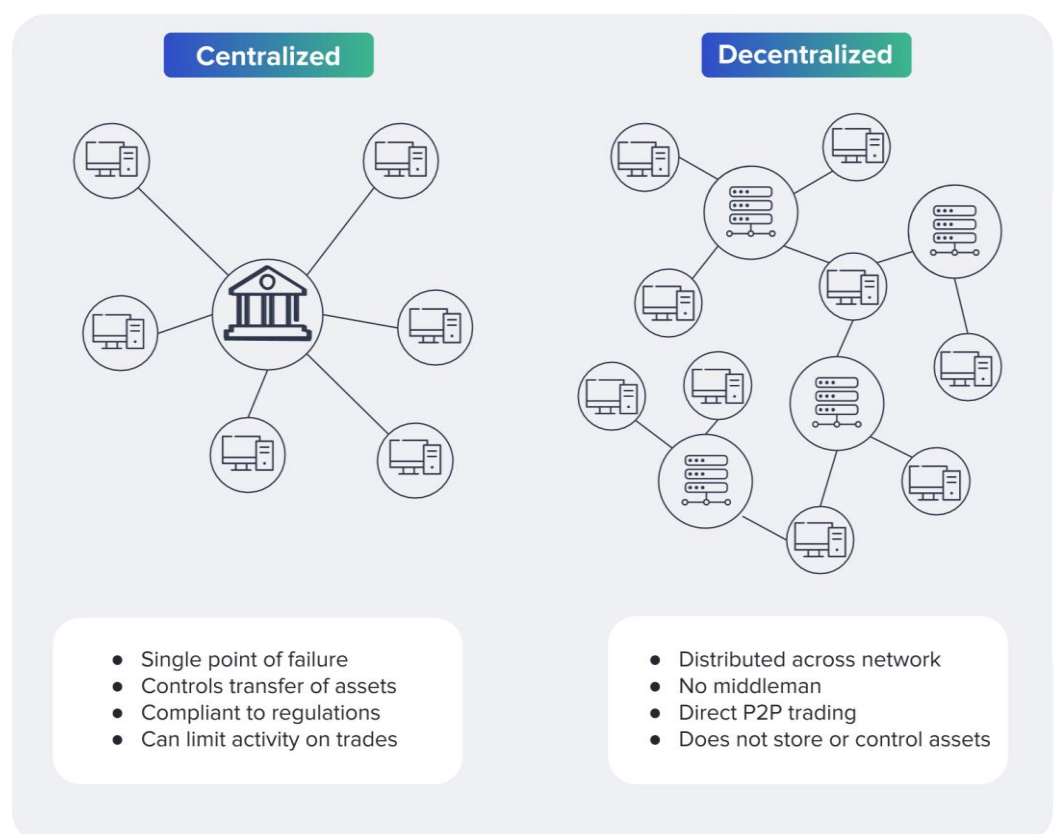 Centralized
Decentralized
● Single point of failure
● Controls transfer of assets
● Compliant to regulations
● Can limit activity on trades
● Distributed across network
● No middleman
● Direct P2P trading
● Does not store or control assets